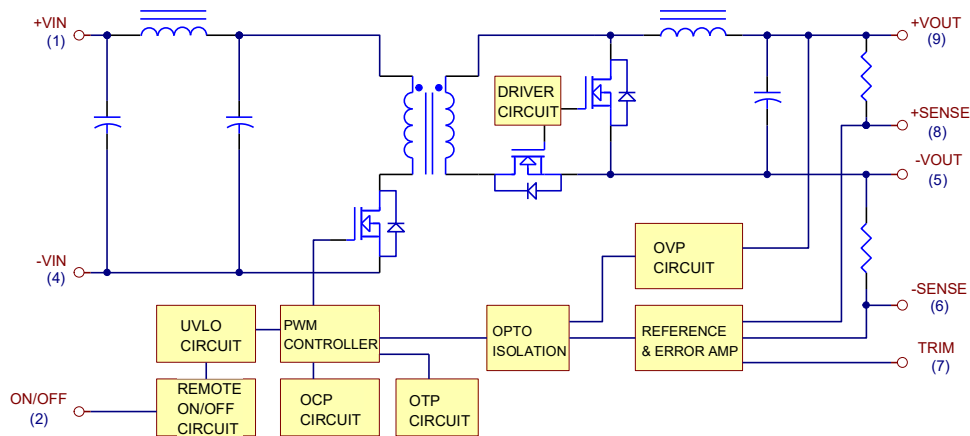 +VIN
(1)
+VOUT
(9)
DRIVER
CIRCUIT
+SENSE
(8)
-VOUT
(5)
-VIN
(4)
OVP
CIRCUIT
-SENSE
(6)
UVLO
CIRCUIT
PWM
CONTROLLER
OPTO
ISOLATION
REFERENCE
& ERROR AMP
TRIM
(7)
ON/OFF
(2)
REMOTE
ON/OFF
CIRCUIT
OCP
CIRCUIT
OTP
CIRCUIT